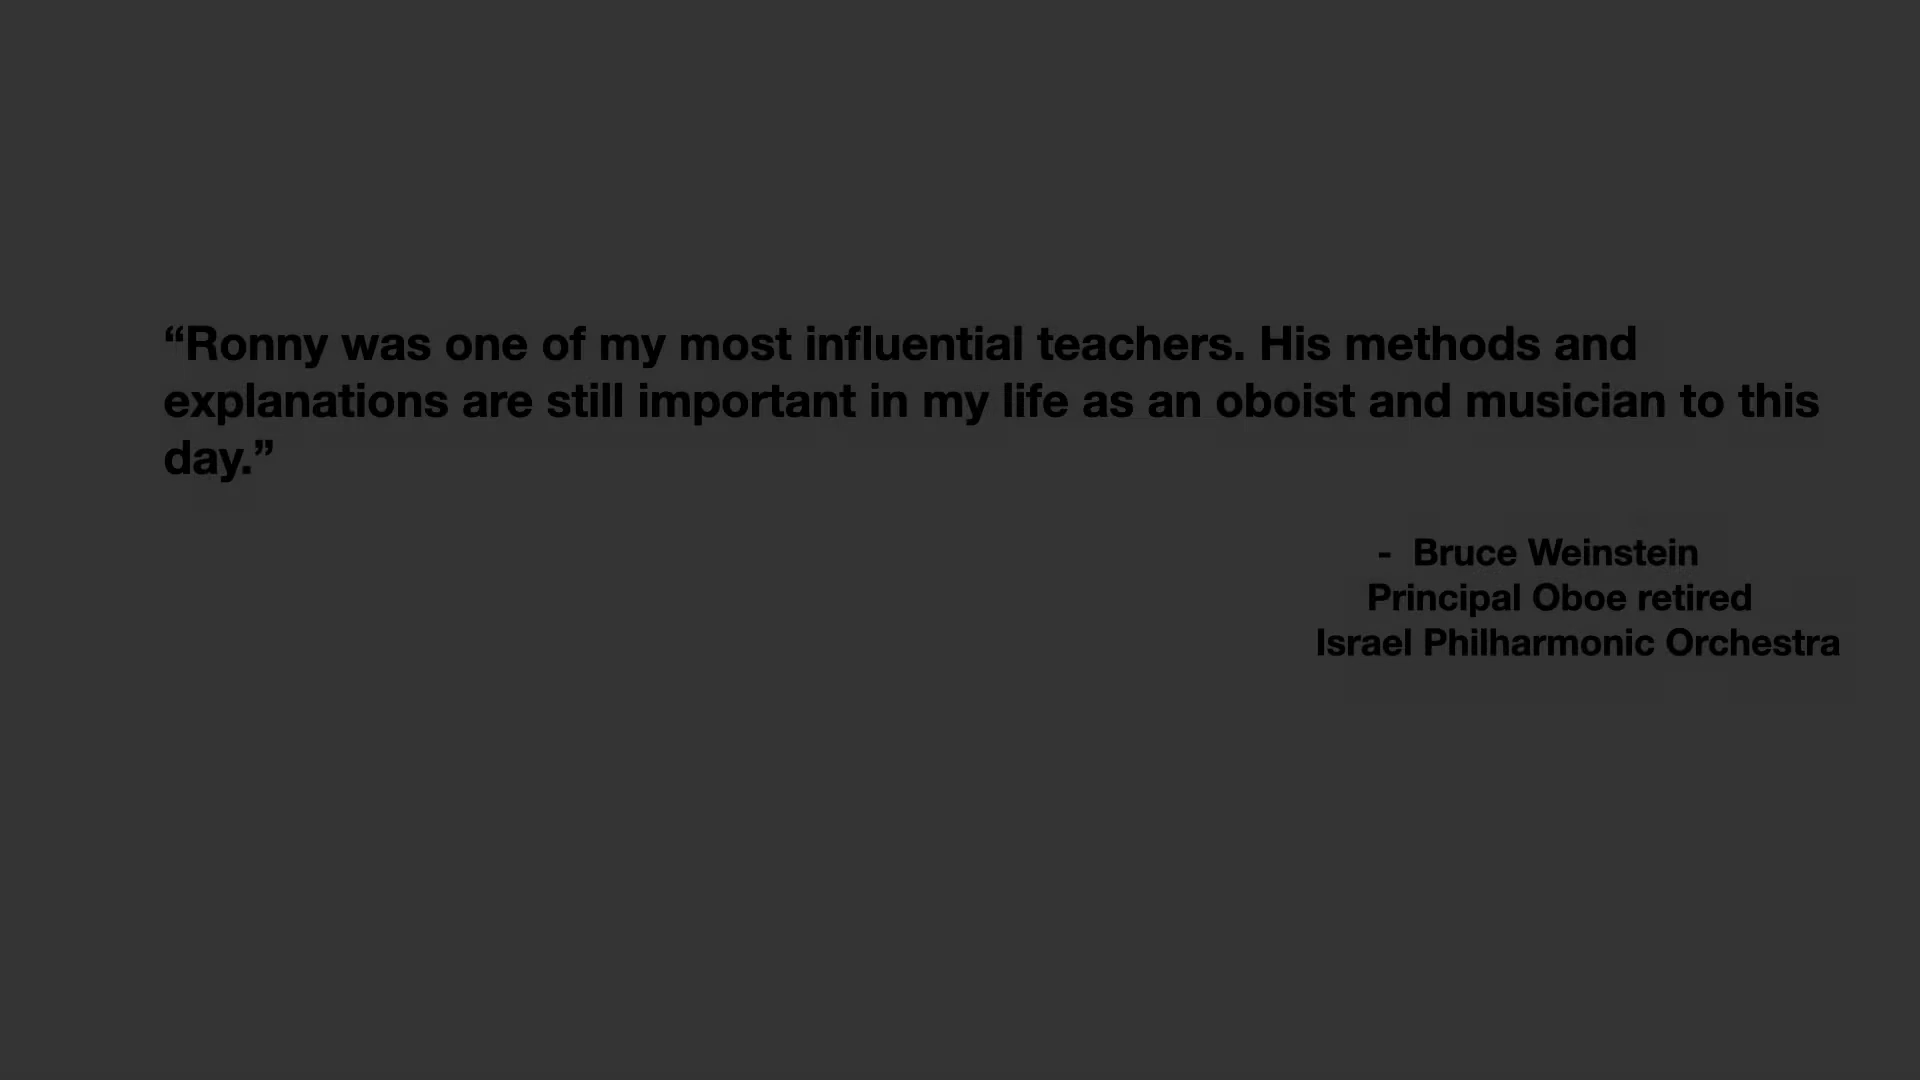 “Ronny was one of my most influential teachers. His methods and
explanations are still important in my life as an oboist and musician to this
day.”
- Bruce Weinstein
Principal Oboe retired
Israel Philharmonic Orchestra